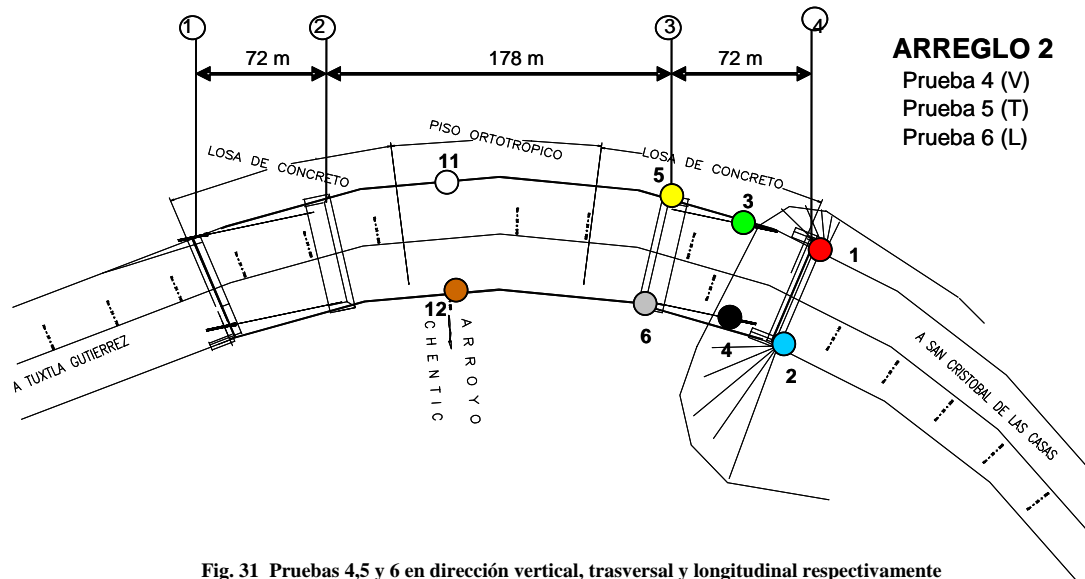 1
2
3
4
72 m
178 m
72 m
ARREGLO 2
Prueba 4 (V)
Prueba 5 (T)
Prueba 6 (L)
LOSA DE CONCRETO
PISO ORTOTROPICO
LOSA DE CONCRETO
11
5
3
1
12
6
4
2
ARROYO
CHENTIC
A TUXTLA GUTIERREZ
A SAN CRISTOBAL DE LAS CASAS
Fig. 31 Pruebas 4,5 y 6 en dirección vertical, trasversal y longitudinal respectivamente